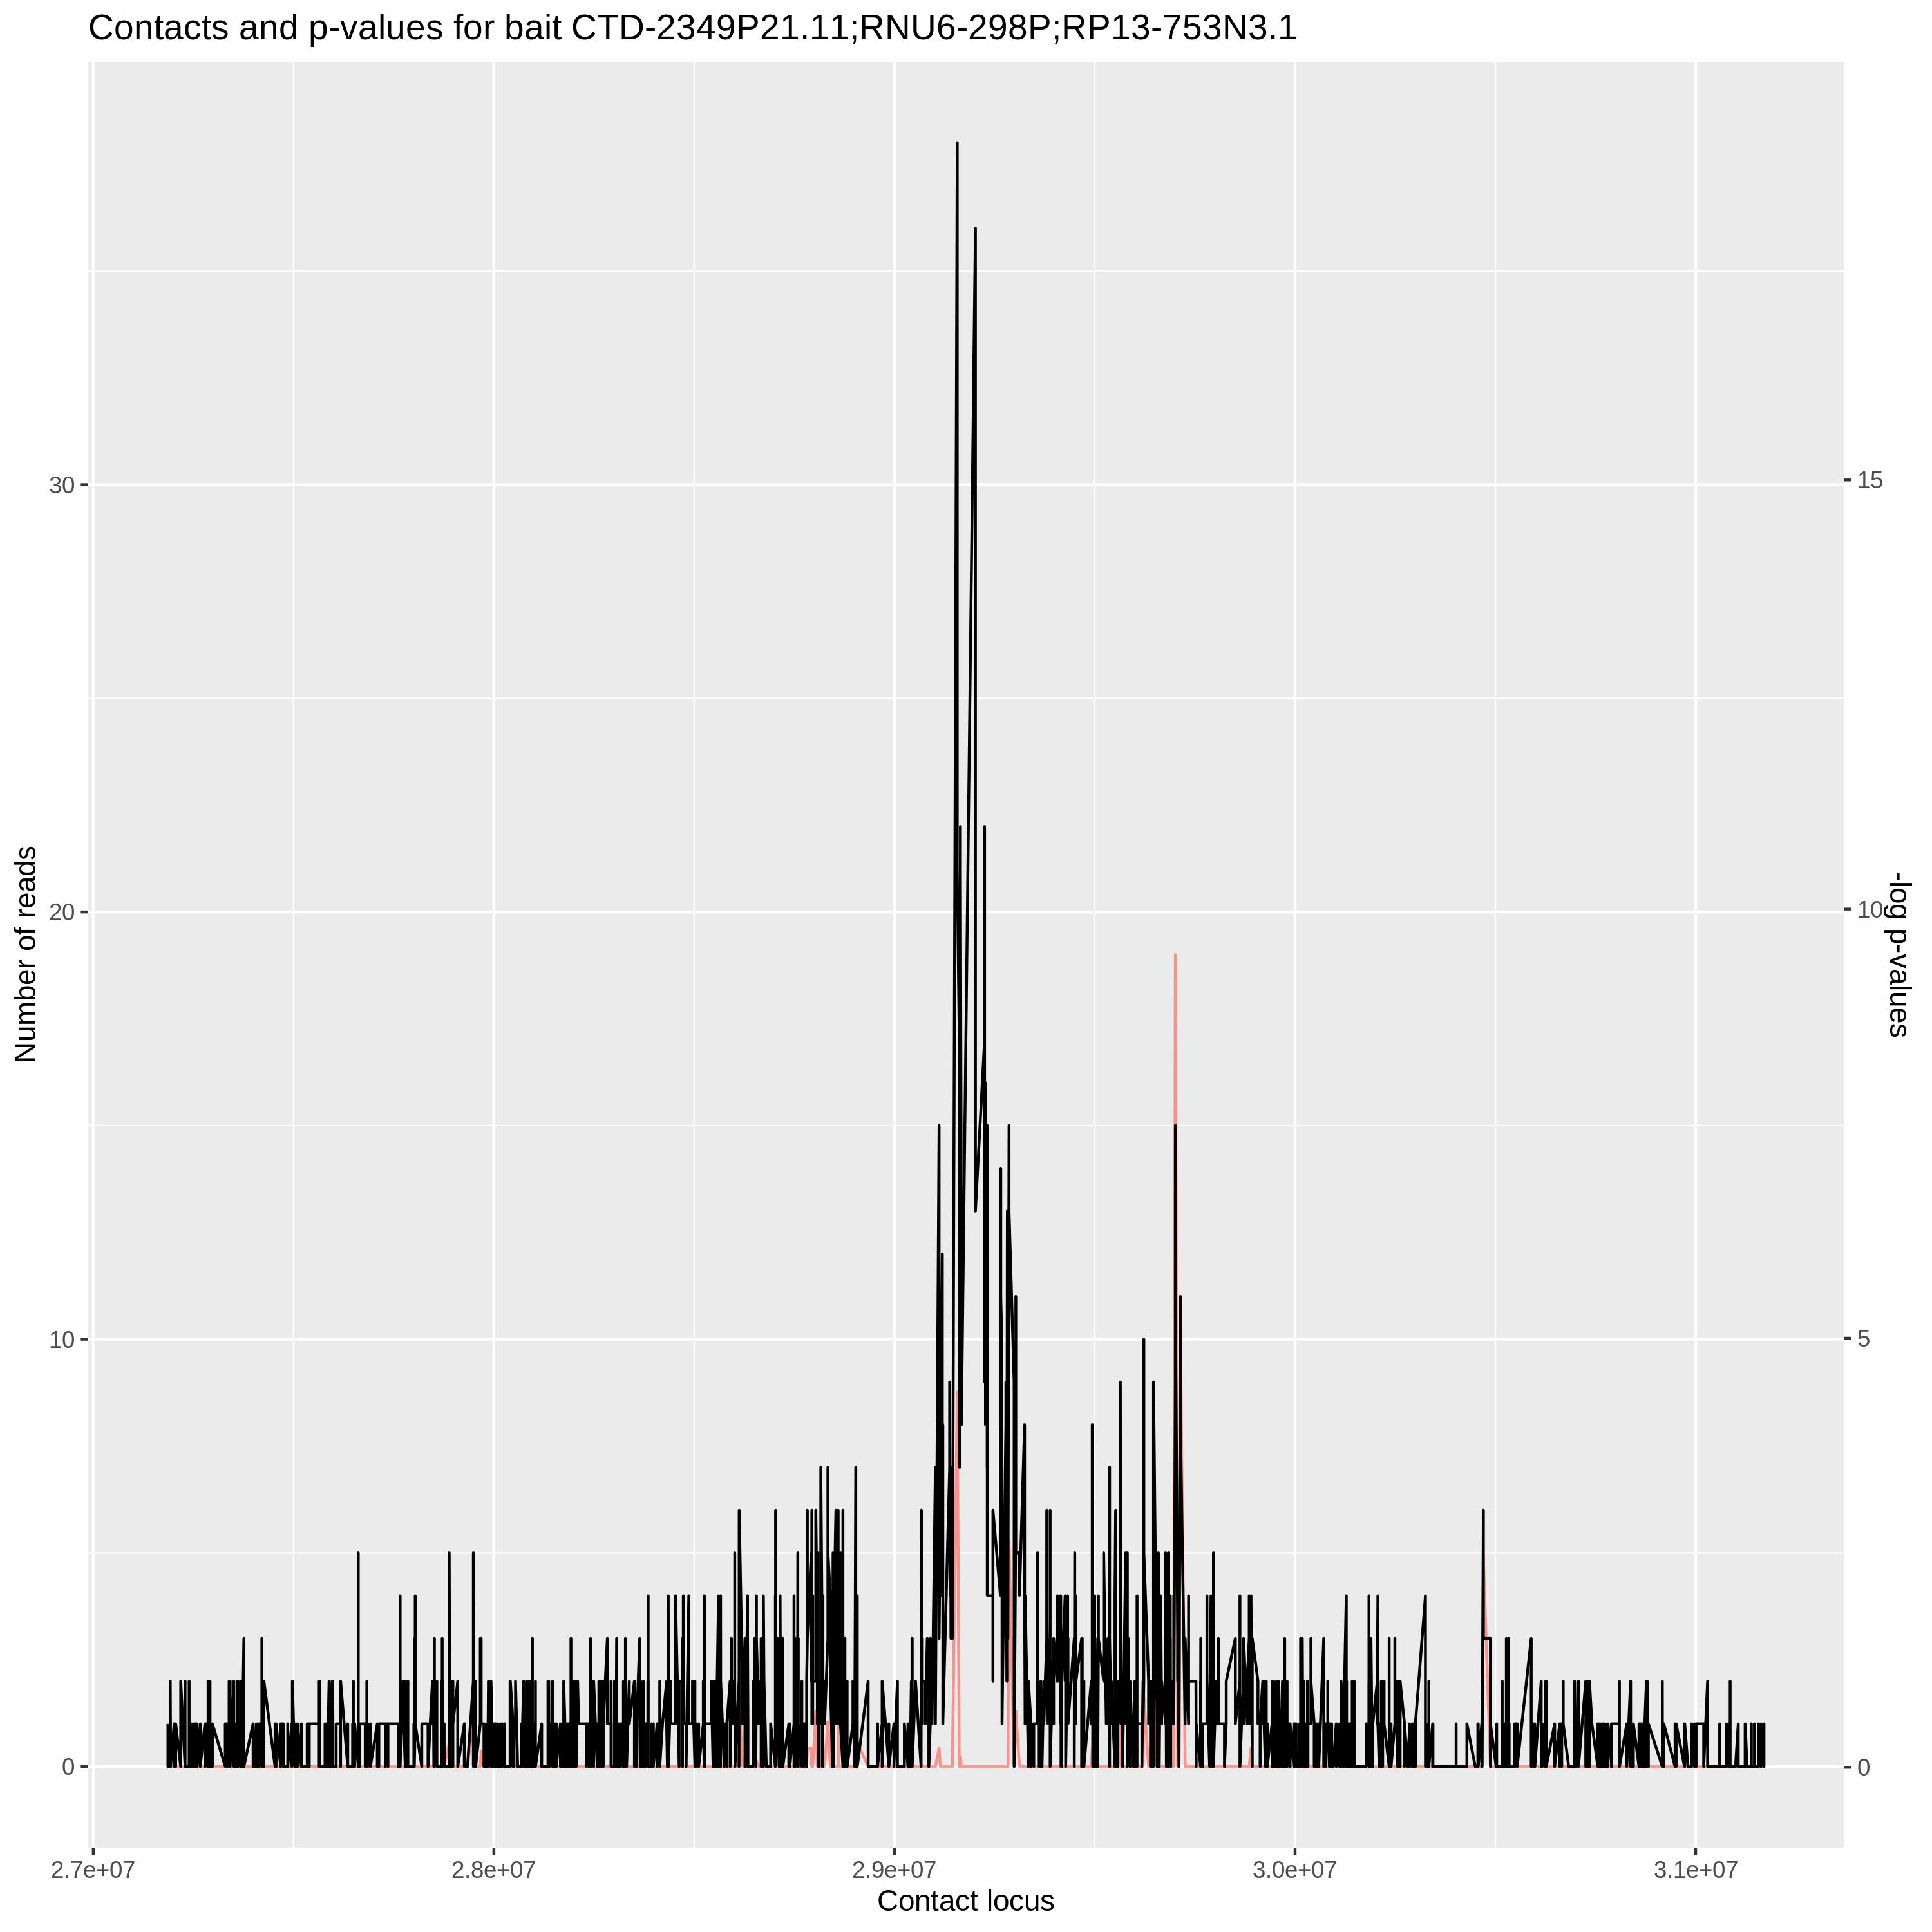 Contacts and p-values for bait CTD-2349P21.11;RNU6-298P;RP13-753N3.1
Number of reads
30
20
10
0
15
10
5
0
-log p-values
2.7e+07 2.8e+07 2.9e+07 3.0e+07 3.1e+07
Contact locus